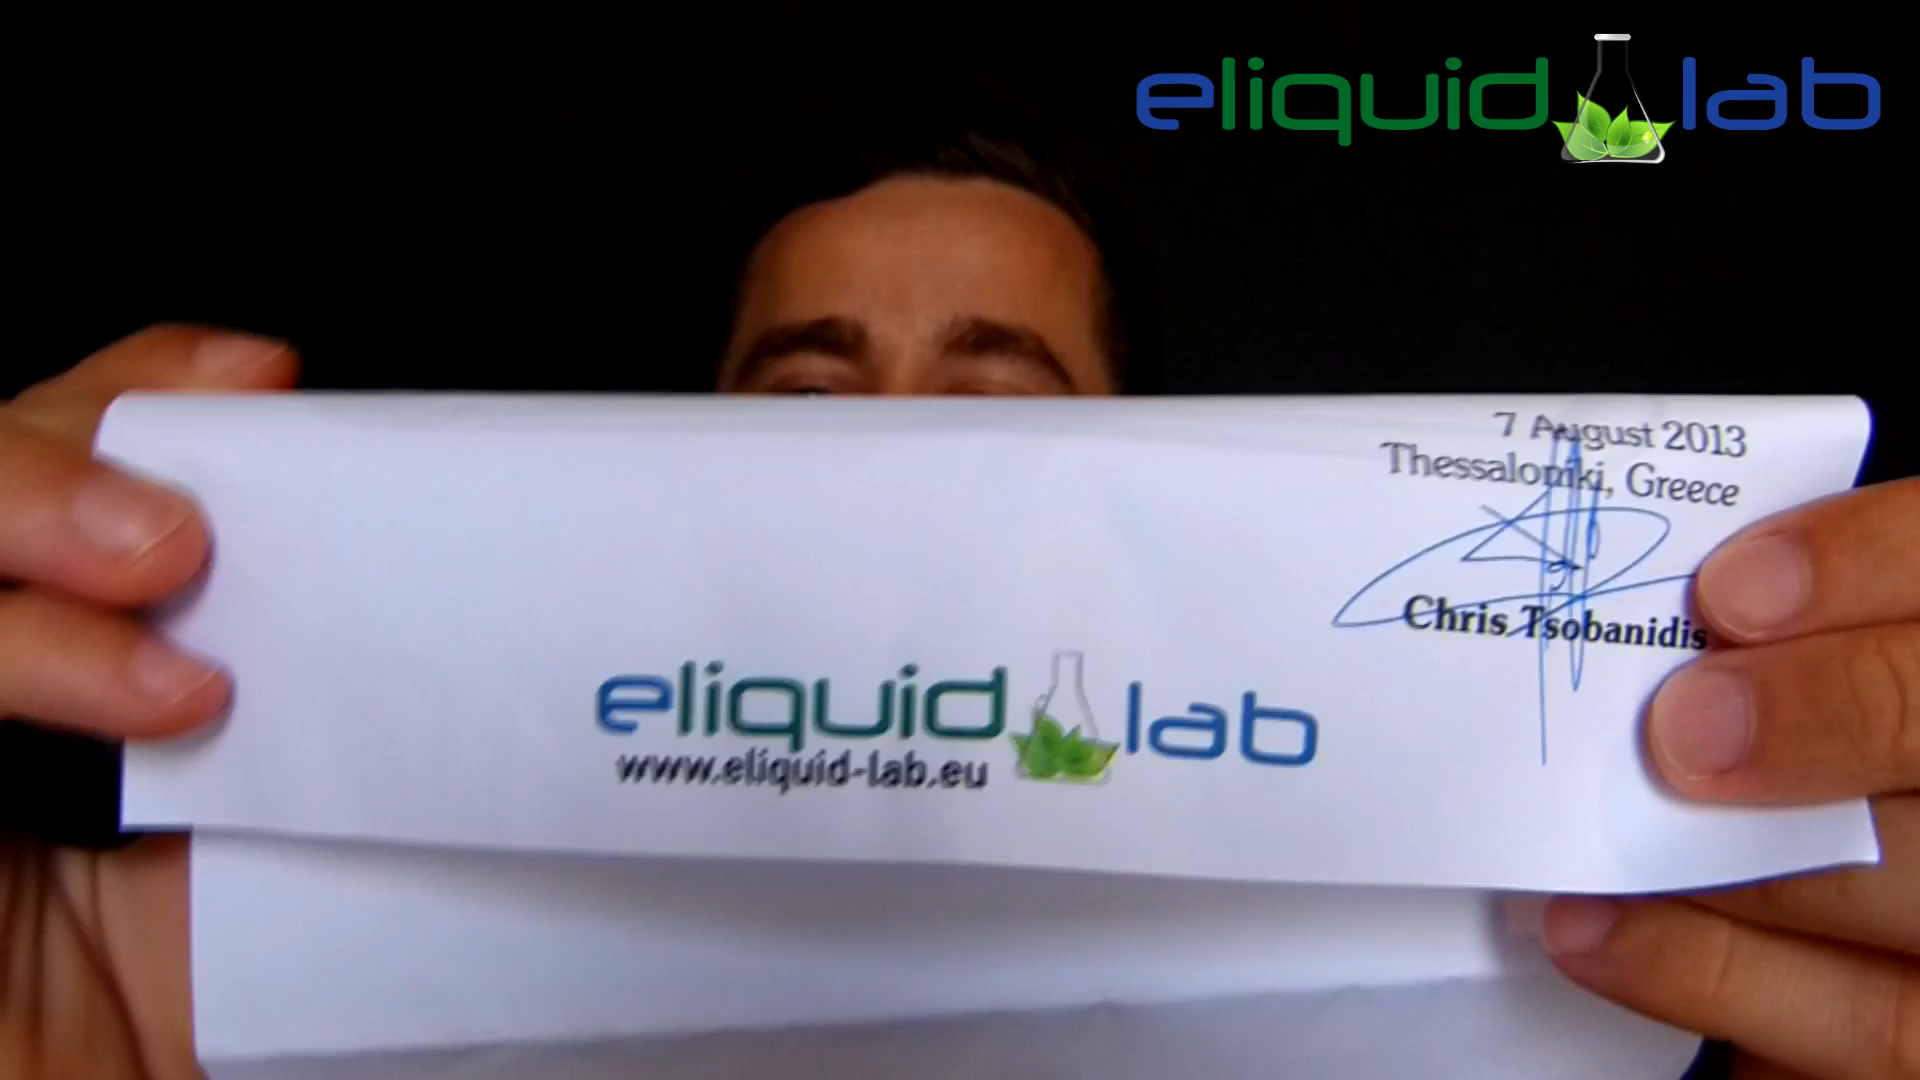 eliquid lab
7 August 2013
Thessaloniki, Greece
Chris Tsobanidis
eliquid lab
www.eliquid-lab.eu